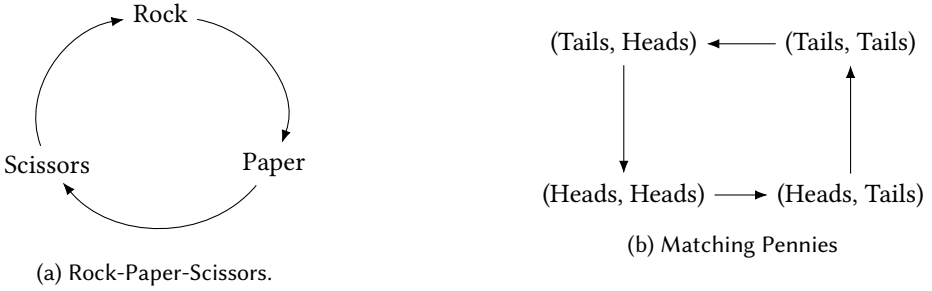 Rock
Scissors
Paper
(a) Rock-Paper-Scissors.
(Tails, Heads)
(Tails, Tails)
(Heads, Heads)
(Heads, Tails)
(b) Matching Pennies